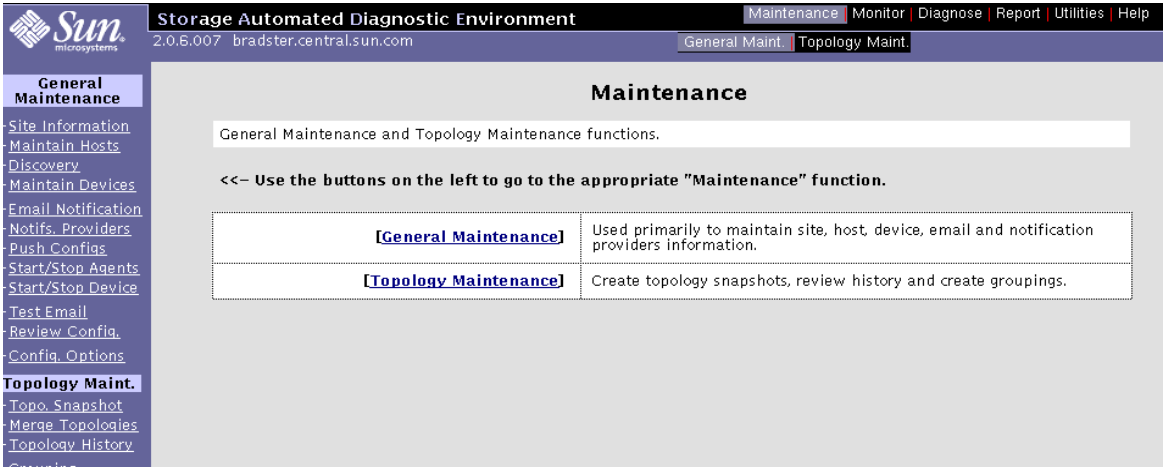 Sun
microsystems
Storage Automated Diagnostic Environment
Maintenance | Monitor | Diagnose | Report | Utilities | Help
2.0.6.007 bradster.central.sun.com
General Maint. | Topology Maint.
General
Maintenance
-Site Information
-Maintain Hosts
-Discovery
-Maintain Devices
-Email Notification
-Notifs. Providers
-Push Configs
-Start/Stop Agents
-Start/Stop Device
-Test Email
-Review Config.
-Config. Options
Topology Maint.
-Topo. Snapshot
-Merge Topologies
-Topology History
Maintenance
General Maintenance and Topology Maintenance functions.
<<– Use the buttons on the left to go to the appropriate "Maintenance" function.
[General Maintenance]
Used primarily to maintain site, host, device, email and notification
providers information.
[Topology Maintenance]
Create topology snapshots, review history and create groupings.